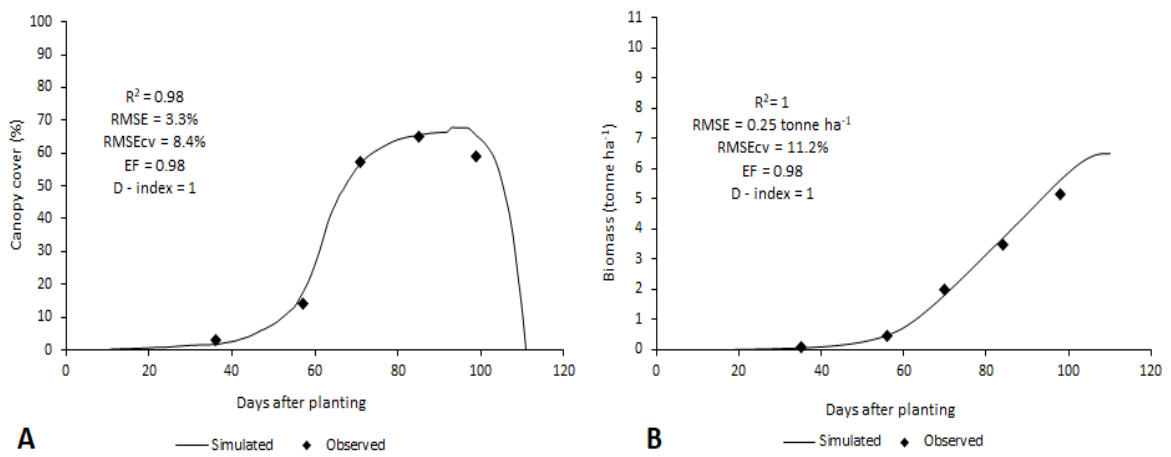 100
90
80
70
60
50
40
30
20
10
0
Canopy cover (%)
R² = 0.98
RMSE = 3.3%
RMSEcv = 8.4%
EF = 0.98
D - index = 1
0 20 40 60 80 100 120
Days after planting
A
Simulated Observed
11
10
9
8
7
6
5
4
3
2
1
0
Biomass (tonne ha⁻¹)
R²= 1
RMSE = 0.25 tonne ha⁻¹
RMSEcv = 11.2%
EF = 0.98
D - index = 1
0 20 40 60 80 100 120
Days after planting
B
Simulated Observed